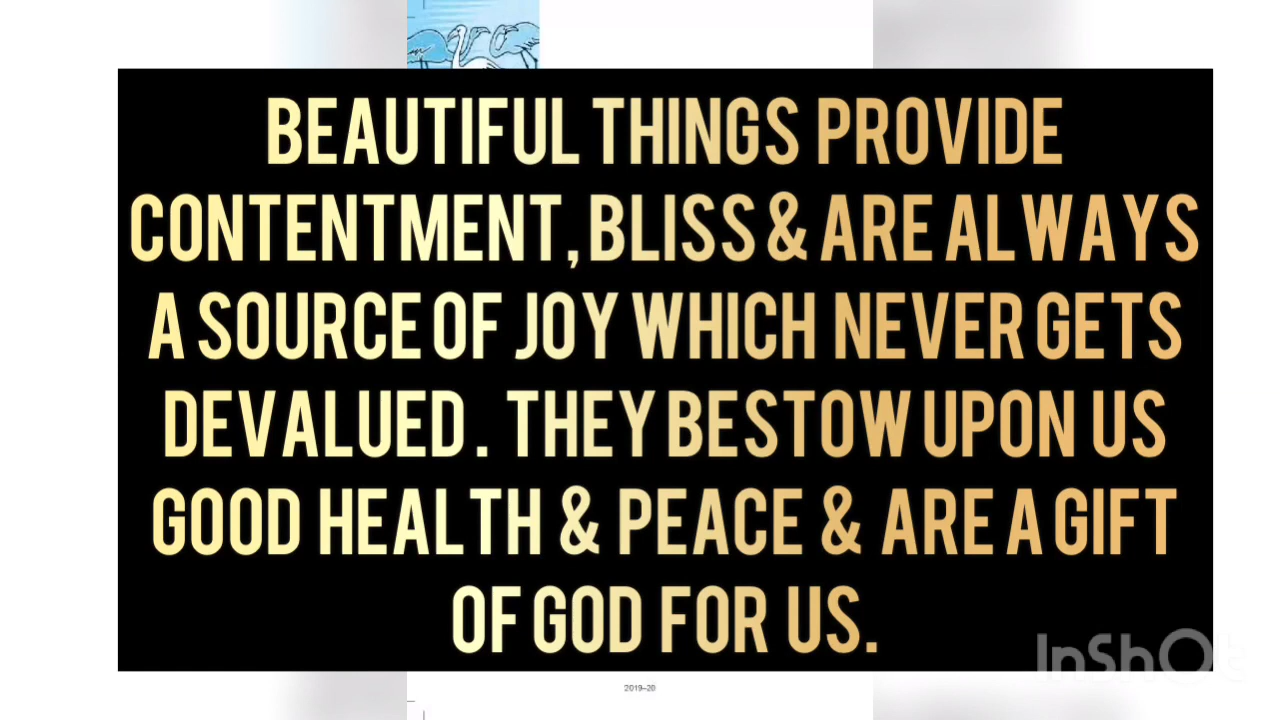 BEAUTIFUL THINGS PROVIDE
CONTENTMENT, BLISS & ARE ALWAYS
A SOURCE OF JOY WHICH NEVER GETS
DEVALUED. THEY BESTOW UPON US
GOOD HEALTH & PEACE & ARE A GIFT
OF GOD FOR US.
InShOt
2019–20